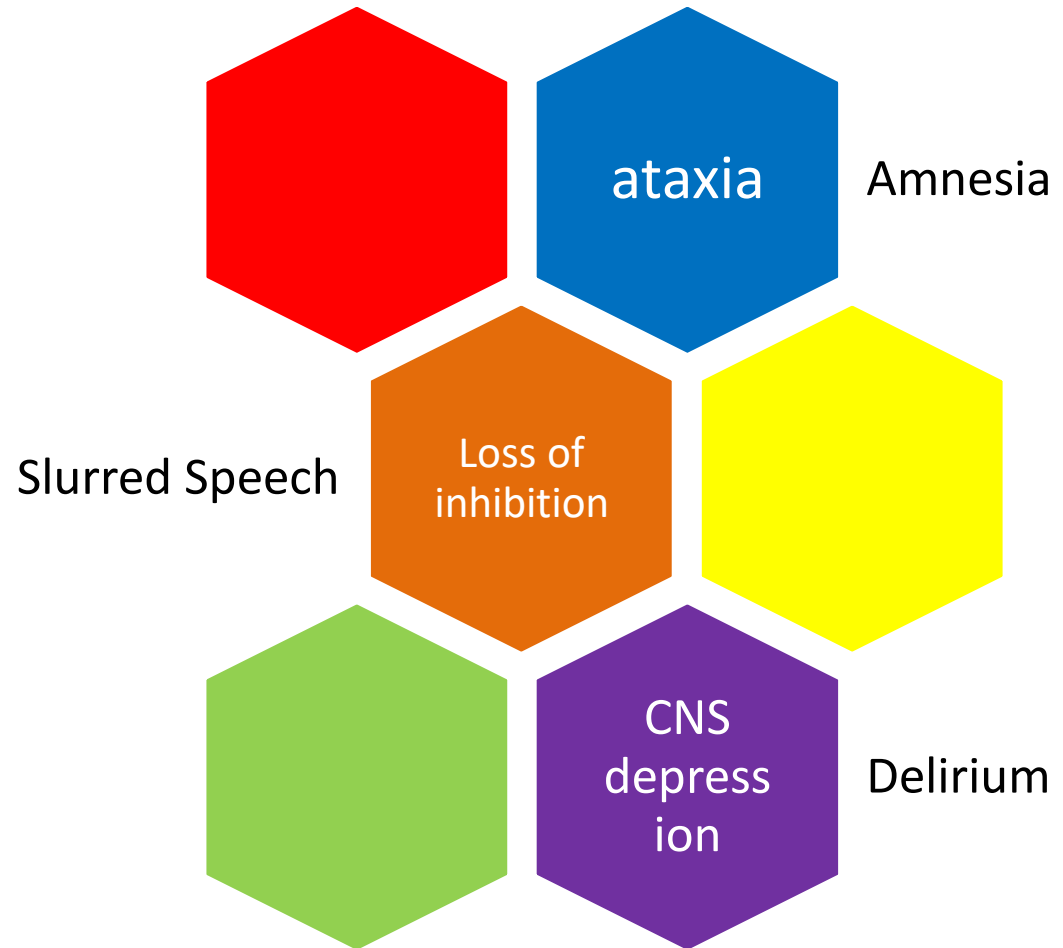 ataxia
Amnesia
Slurred Speech
Loss of
inhibition
CNS
depress
ion
Delirium